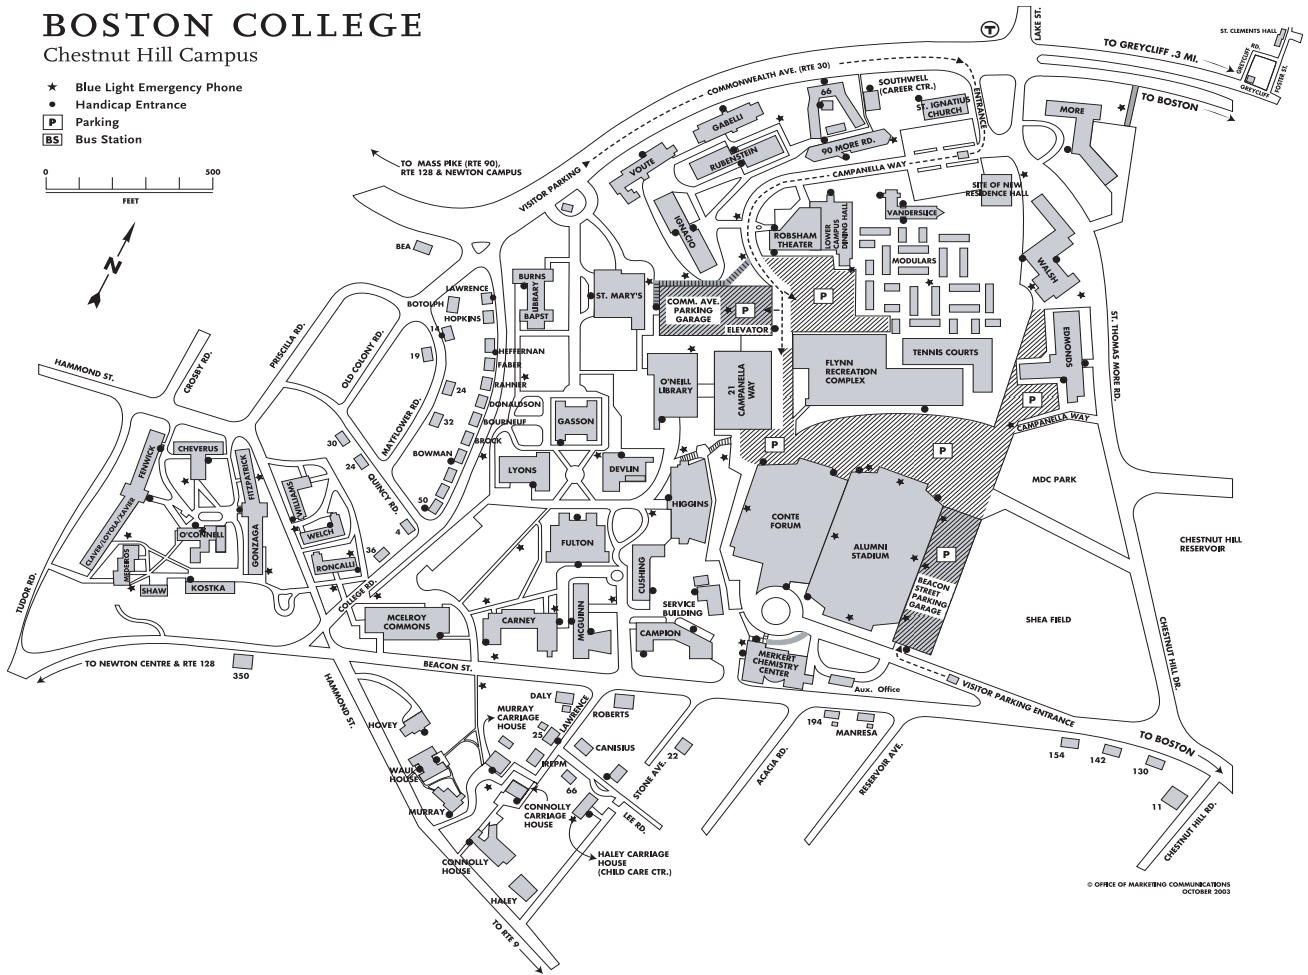 BOSTON COLLEGE
Chestnut Hill Campus
Blue Light Emergency Phone
Handicap Entrance
P Parking
BS Bus Station
0 500
FEET
N
TO MASS PIKE (RTE 90),
RTE 128 & NEWTON CAMPUS
T
LAKE ST.
TO GREYCLIFF .3 MI.
ST. CLEMENTS HALL
GREYCLIFF
RD.
FOSTER ST.
GREYCLIFF
TO BOSTON
COMMONWEALTH AVE. (RTE 30)
ENTRANCE
VISITOR PARKING
SOUTHWELL
(CAREER CTR.)
ST. IGNATIUS
CHURCH
66
GABELLI
VOUTE
RUBENSTEIN
90 MORE RD.
MORE
CAMPANELLA WAY
SITE OF NEW
RESIDENCE HALL
IGNACIO
ROBSHAM
THEATER
LOWER
CAMPUS
DINING HALL
VANDERSLICE
MODULARS
WALSH
BEA
LAWRENCE
BOTOLPH
HOPKINS
BURNS
LIBRARY
BAPST
ST. MARY'S
COMM. AVE.
PARKING
GARAGE
P
ELEVATOR
P
EDMONDS
ST. THOMAS MORE RD.
14
19
HEFFERNAN
FABER
RAHNER
DONALDSON
BOURNEUF
BROCK
BOWMAN
50
24
32
PRISCILLA RD.
OLD COLONY RD.
MAYFLOWER RD.
QUINCY RD.
HAMMOND ST.
CROSBY RD.
30
24
4
36
O'NEILL
LIBRARY
21
CAMPANELLA
WAY
FLYNN
RECREATION
COMPLEX
TENNIS COURTS
P
CAMPANELLA WAY
P
P
GASSON
LYONS
DEVLIN
HIGGINS
FULTON
CUSHING
CONTE
FORUM
ALUMNI
STADIUM
P
BEACON
STREET
PARKING
GARAGE
MDC PARK
CHESTNUT HILL
RESERVOIR
SHEA FIELD
CHESTNUT HILL DR.
CHEVERUS
FENWICK
CLAVER/LOYOLA/XAVIER
FITZPATRICK
GONZAGA
O'CONNELL
MEDEIROS
SHAW
KOSTKA
WILLIAMS
WELCH
RONCALLI
TUDOR RD.
COLLEGE RD.
MCELROY
COMMONS
CARNEY
MCGUINN
SERVICE
BUILDING
CAMPION
MERKERT
CHEMISTRY
CENTER
Aux. Office
TO NEWTON CENTRE & RTE 128
350
BEACON ST.
HAMMOND ST.
VISITOR PARKING ENTRANCE
TO BOSTON
HOVEY
MURRAY
CARRIAGE
HOUSE
DALY
LAWRENCE
25
ROBERTS
CANISIUS
IREPM
66
22
STONE AVE.
194
MANRESA
ACACIA RD.
RESERVOIR AVE.
154
142
130
11
CHESTNUT HILL RD.
WAUL
HOUSE
MURRAY
CONNOLLY
CARRIAGE
HOUSE
LEE RD.
CONNOLLY
HOUSE
HALEY CARRIAGE
HOUSE
(CHILD CARE CTR.)
HALEY
TO RTE 9
© OFFICE OF MARKETING COMMUNICATIONS
OCTOBER 2003